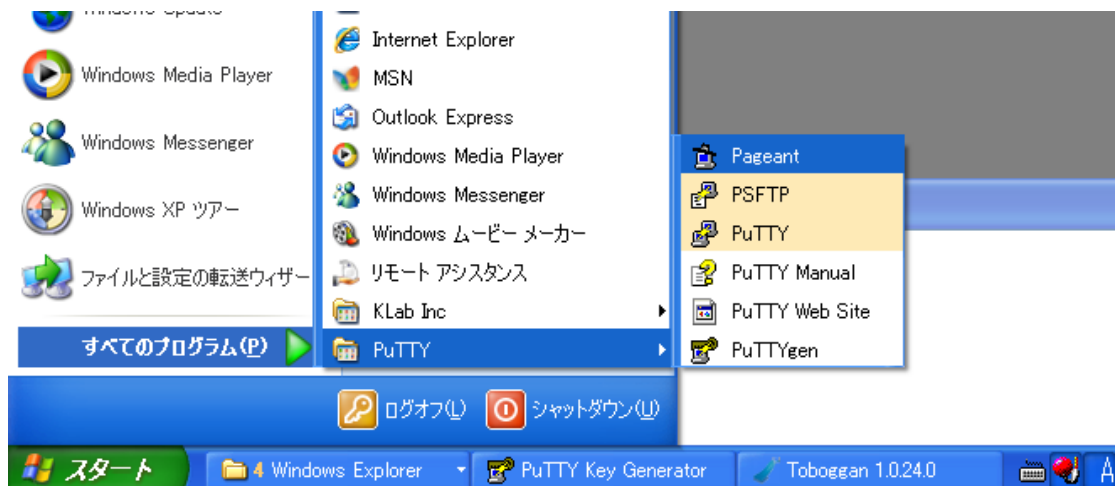 Windows Update
Windows Media Player
Windows Messenger
Windows XP ツアー
ファイルと設定の転送ウィザー
すべてのプログラム(P)
Internet Explorer
MSN
Outlook Express
Windows Media Player
Windows Messenger
Windows ムービー メーカー
リモート アシスタンス
KLab Inc
PuTTY
Pageant
PSFTP
PuTTY
PuTTY Manual
PuTTY Web Site
PuTTYgen
ログオフ(L)
シャットダウン(U)
スタート
4 Windows Explorer
PuTTY Key Generator
Toboggan 1.0.24.0
A